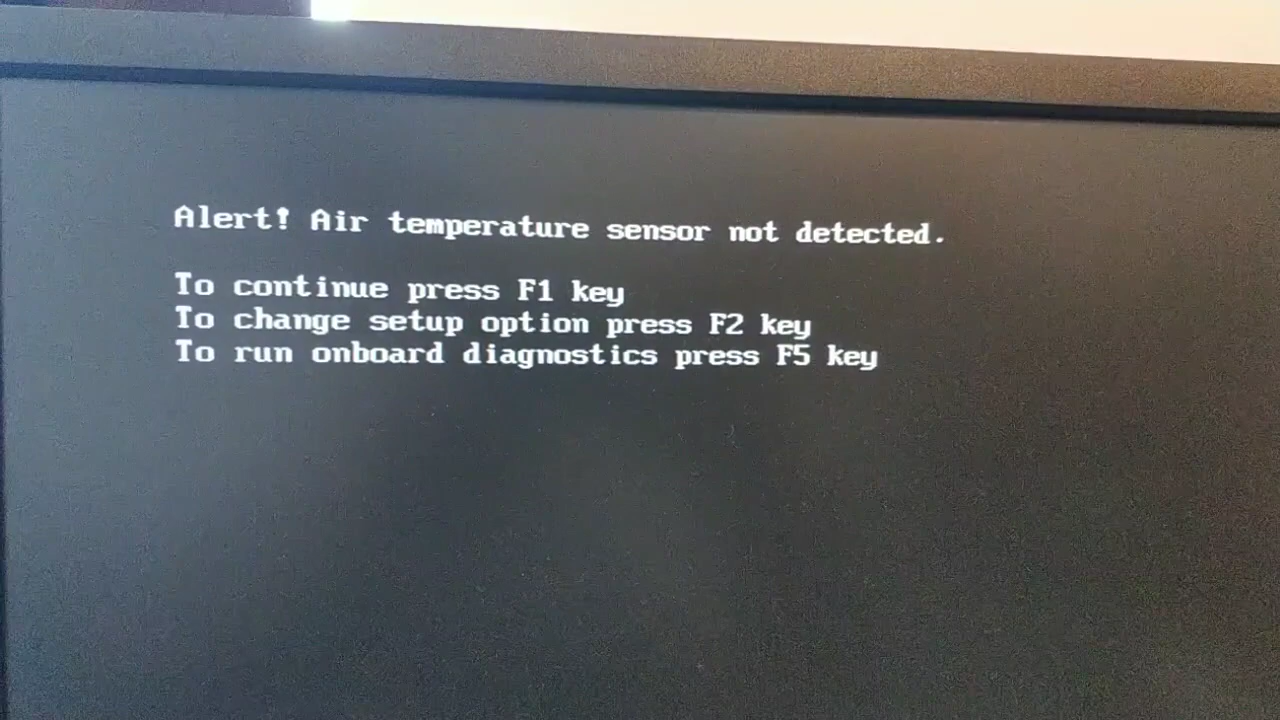 Alert! Air temperature sensor not detected.
To continue press F1 key
To change setup option press F2 key
To run onboard diagnostics press F5 key